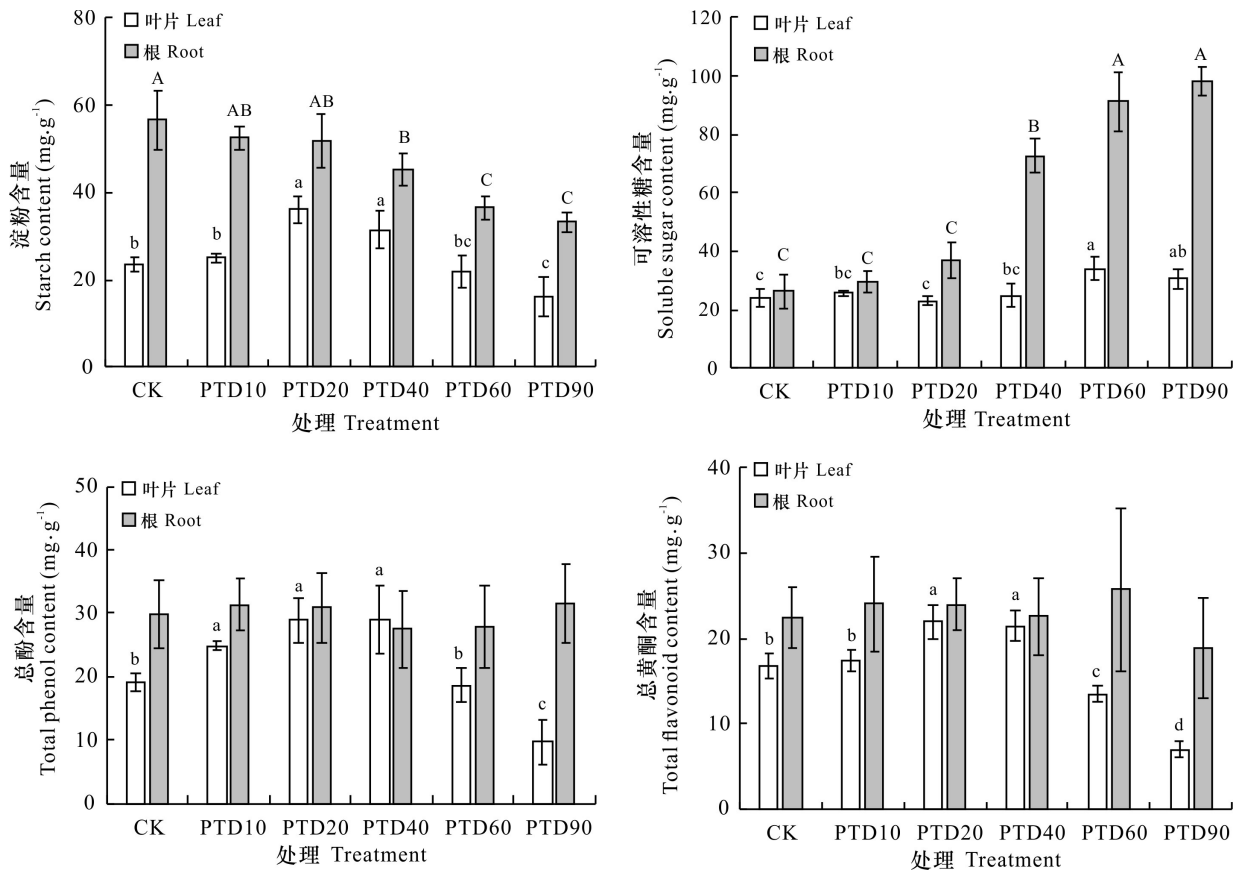 淀粉含量
Starch content (mg·g⁻¹)
80
60
40
20
0
叶片 Leaf
根 Root
b
A
b
AB
a
AB
a
B
bc
C
c
C
CK
PTD10
PTD20
PTD40
PTD60
PTD90
处理 Treatment
可溶性糖含量
Soluble sugar content (mg·g⁻¹)
120
100
80
60
40
20
0
叶片 Leaf
根 Root
c
C
bc
C
c
C
bc
B
a
A
ab
A
CK
PTD10
PTD20
PTD40
PTD60
PTD90
处理 Treatment
总酚含量
Total phenol content (mg·g⁻¹)
50
40
30
20
10
0
叶片 Leaf
根 Root
b
a
a
a
b
c
CK
PTD10
PTD20
PTD40
PTD60
PTD90
处理 Treatment
总黄酮含量
Total flavonoid content (mg·g⁻¹)
40
30
20
10
0
叶片 Leaf
根 Root
b
b
a
a
c
d
CK
PTD10
PTD20
PTD40
PTD60
PTD90
处理 Treatment